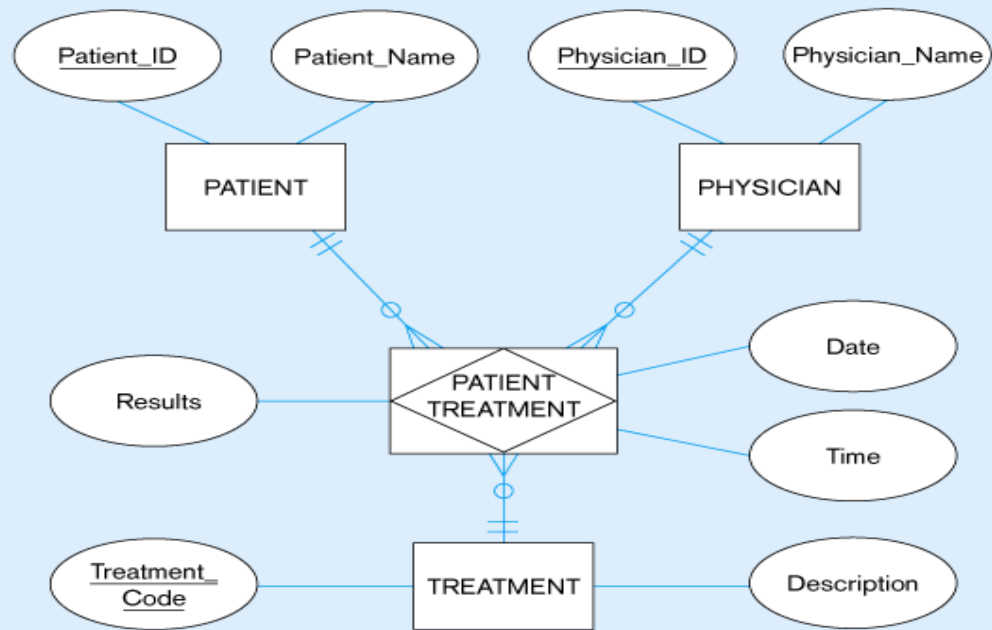 Patient_ID
Patient_Name
Physician_ID
Physician_Name
PATIENT
PHYSICIAN
PATIENT
TREATMENT
Results
Date
Time
Treatment_
Code
TREATMENT
Description